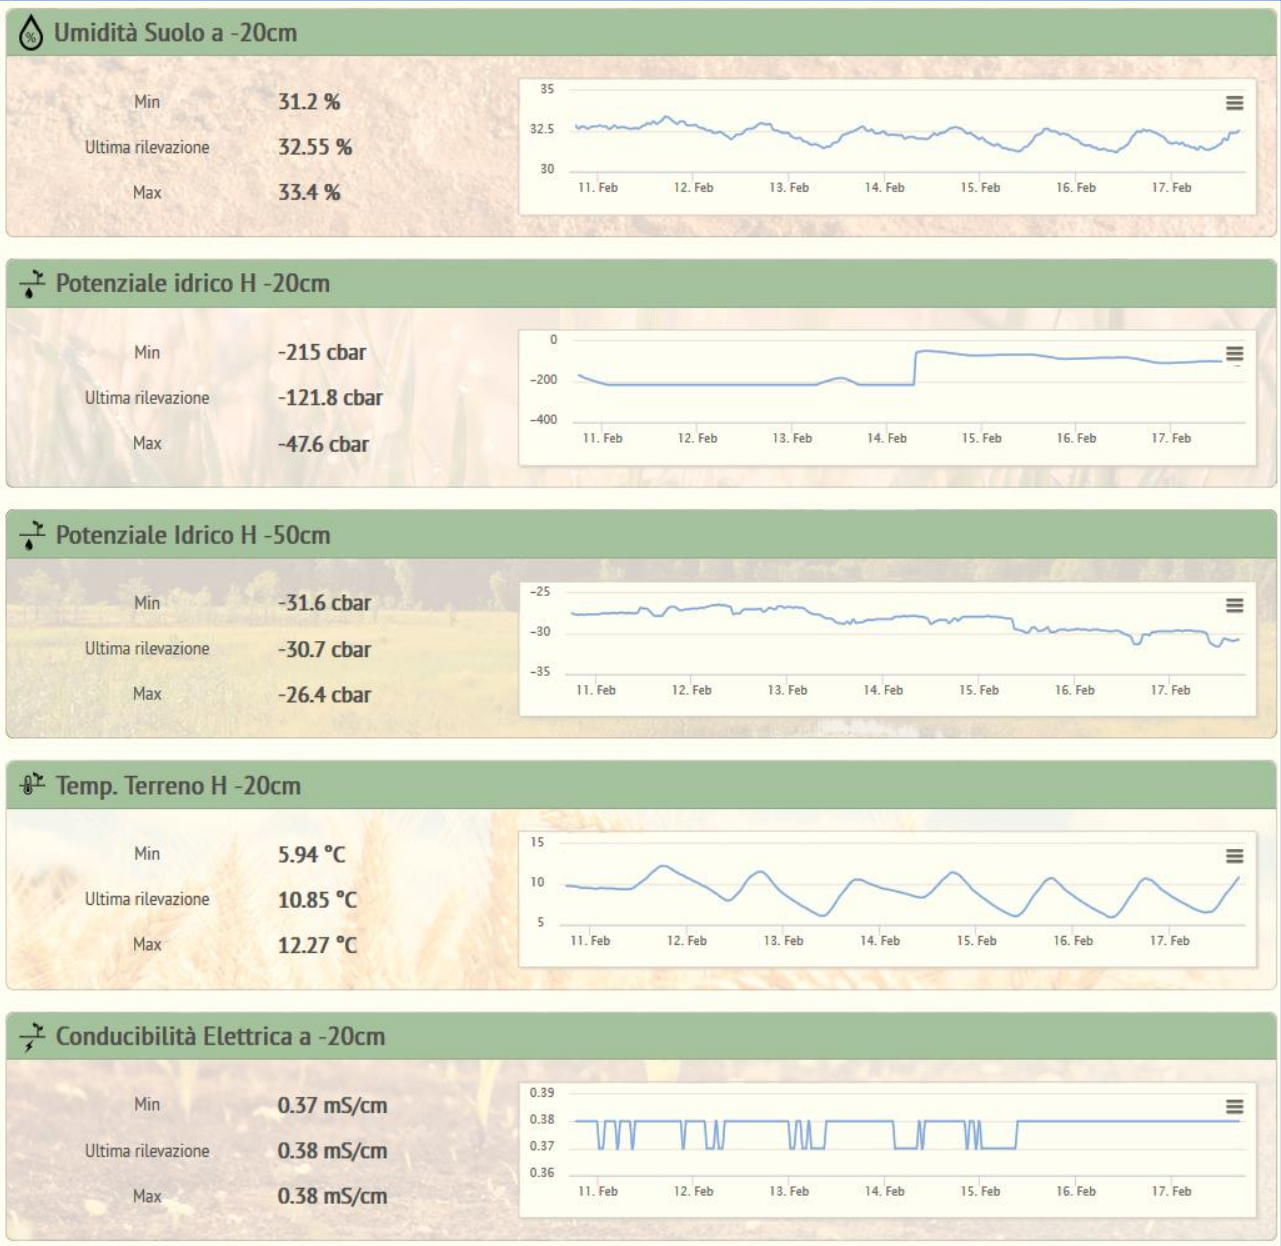 % Umidità Suolo a -20cm
Min 31.2 %
Ultima rilevazione 32.55 %
Max 33.4 %
35
32.5
30
11. Feb 12. Feb 13. Feb 14. Feb 15. Feb 16. Feb 17. Feb
Potenziale idrico H -20cm
Min -215 cbar
Ultima rilevazione -121.8 cbar
Max -47.6 cbar
0
-200
-400
11. Feb 12. Feb 13. Feb 14. Feb 15. Feb 16. Feb 17. Feb
Potenziale Idrico H -50cm
Min -31.6 cbar
Ultima rilevazione -30.7 cbar
Max -26.4 cbar
-25
-30
-35
11. Feb 12. Feb 13. Feb 14. Feb 15. Feb 16. Feb 17. Feb
Temp. Terreno H -20cm
Min 5.94 °C
Ultima rilevazione 10.85 °C
Max 12.27 °C
15
10
5
11. Feb 12. Feb 13. Feb 14. Feb 15. Feb 16. Feb 17. Feb
Conducibilità Elettrica a -20cm
Min 0.37 mS/cm
Ultima rilevazione 0.38 mS/cm
Max 0.38 mS/cm
0.39
0.38
0.37
0.36
11. Feb 12. Feb 13. Feb 14. Feb 15. Feb 16. Feb 17. Feb